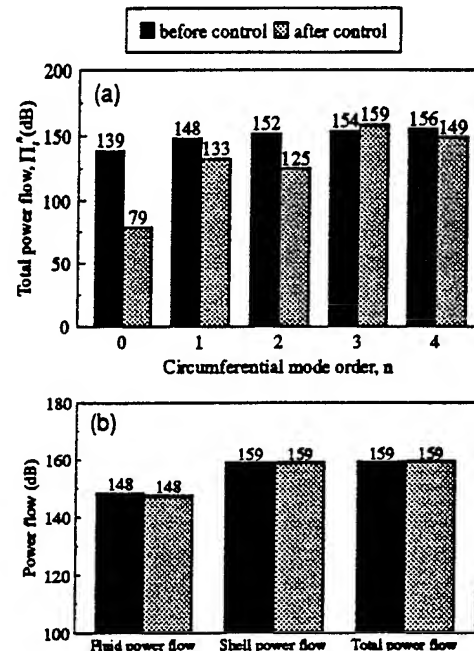 before control after control
(a)
Total power flow, ∏ₜⁿ (dB)
200
150
100
50
0
139 79 148 133 152 125 154 159 156 149
0 1 2 3 4
Circumferential mode order, n
(b)
Power flow (dB)
180
160
140
120
100
148 148 159 159 159 159
Fluid power flow Shell power flow Total power flow